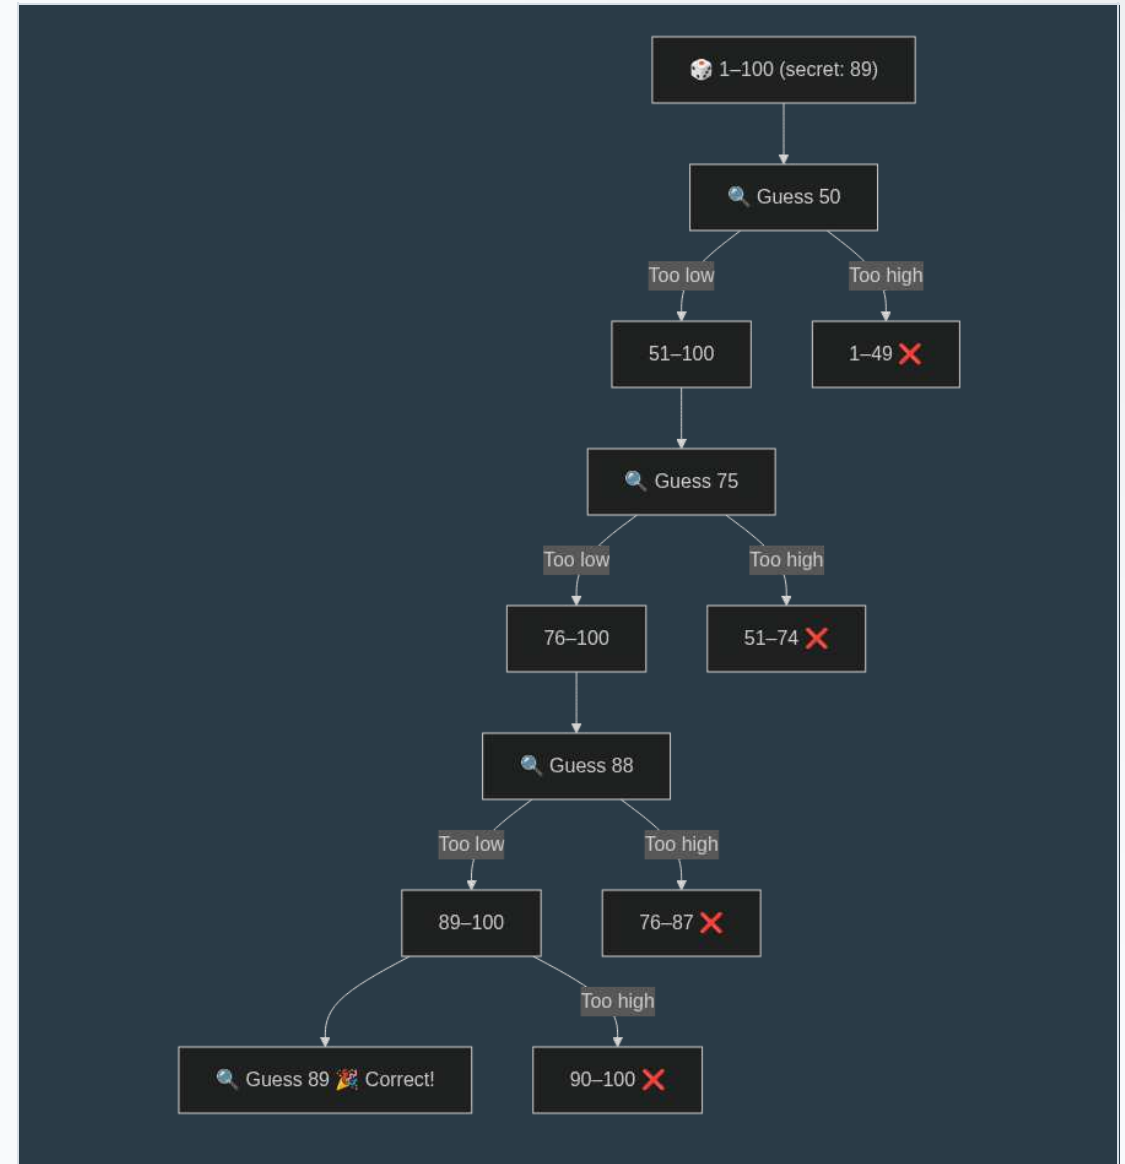 🎲 1–100 (secret: 89)
🔍 Guess 50
Too low
Too high
51–100
1–49 ❌
🔍 Guess 75
Too low
Too high
76–100
51–74 ❌
🔍 Guess 88
Too low
Too high
89–100
76–87 ❌
Too high
🔍 Guess 89 🎉 Correct!
90–100 ❌